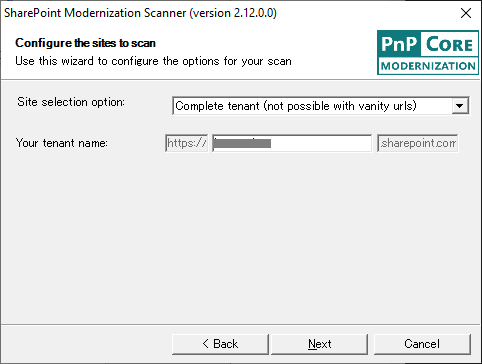 SharePoint Modernization Scanner (version 2.12.0.0)
Configure the sites to scan
Use this wizard to configure the options for your scan
PnP Core
MODERNIZATION
Site selection option:
Complete tenant (not possible with vanity urls)
Your tenant name:
https://
.sharepoint.com
< Back
Next
Cancel